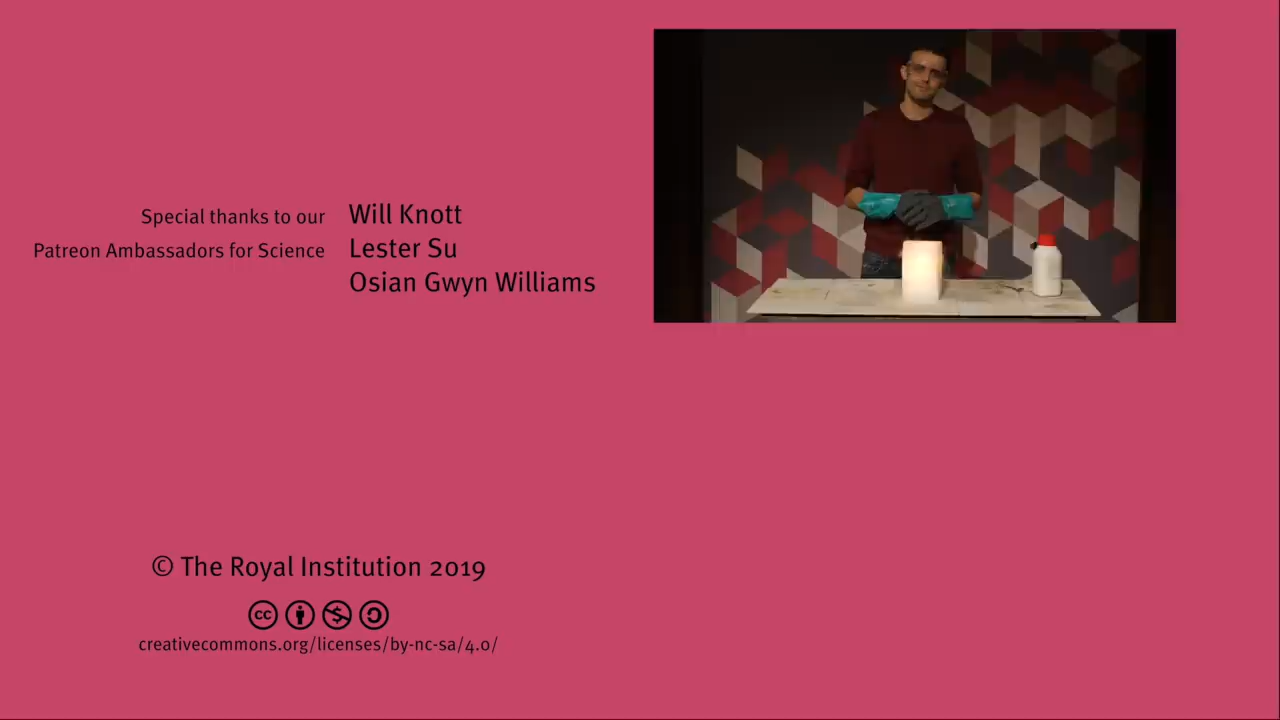 Special thanks to our
Patreon Ambassadors for Science
Will Knott
Lester Su
Osian Gwyn Williams
© The Royal Institution 2019
cc
creativecommons.org/licenses/by-nc-sa/4.0/